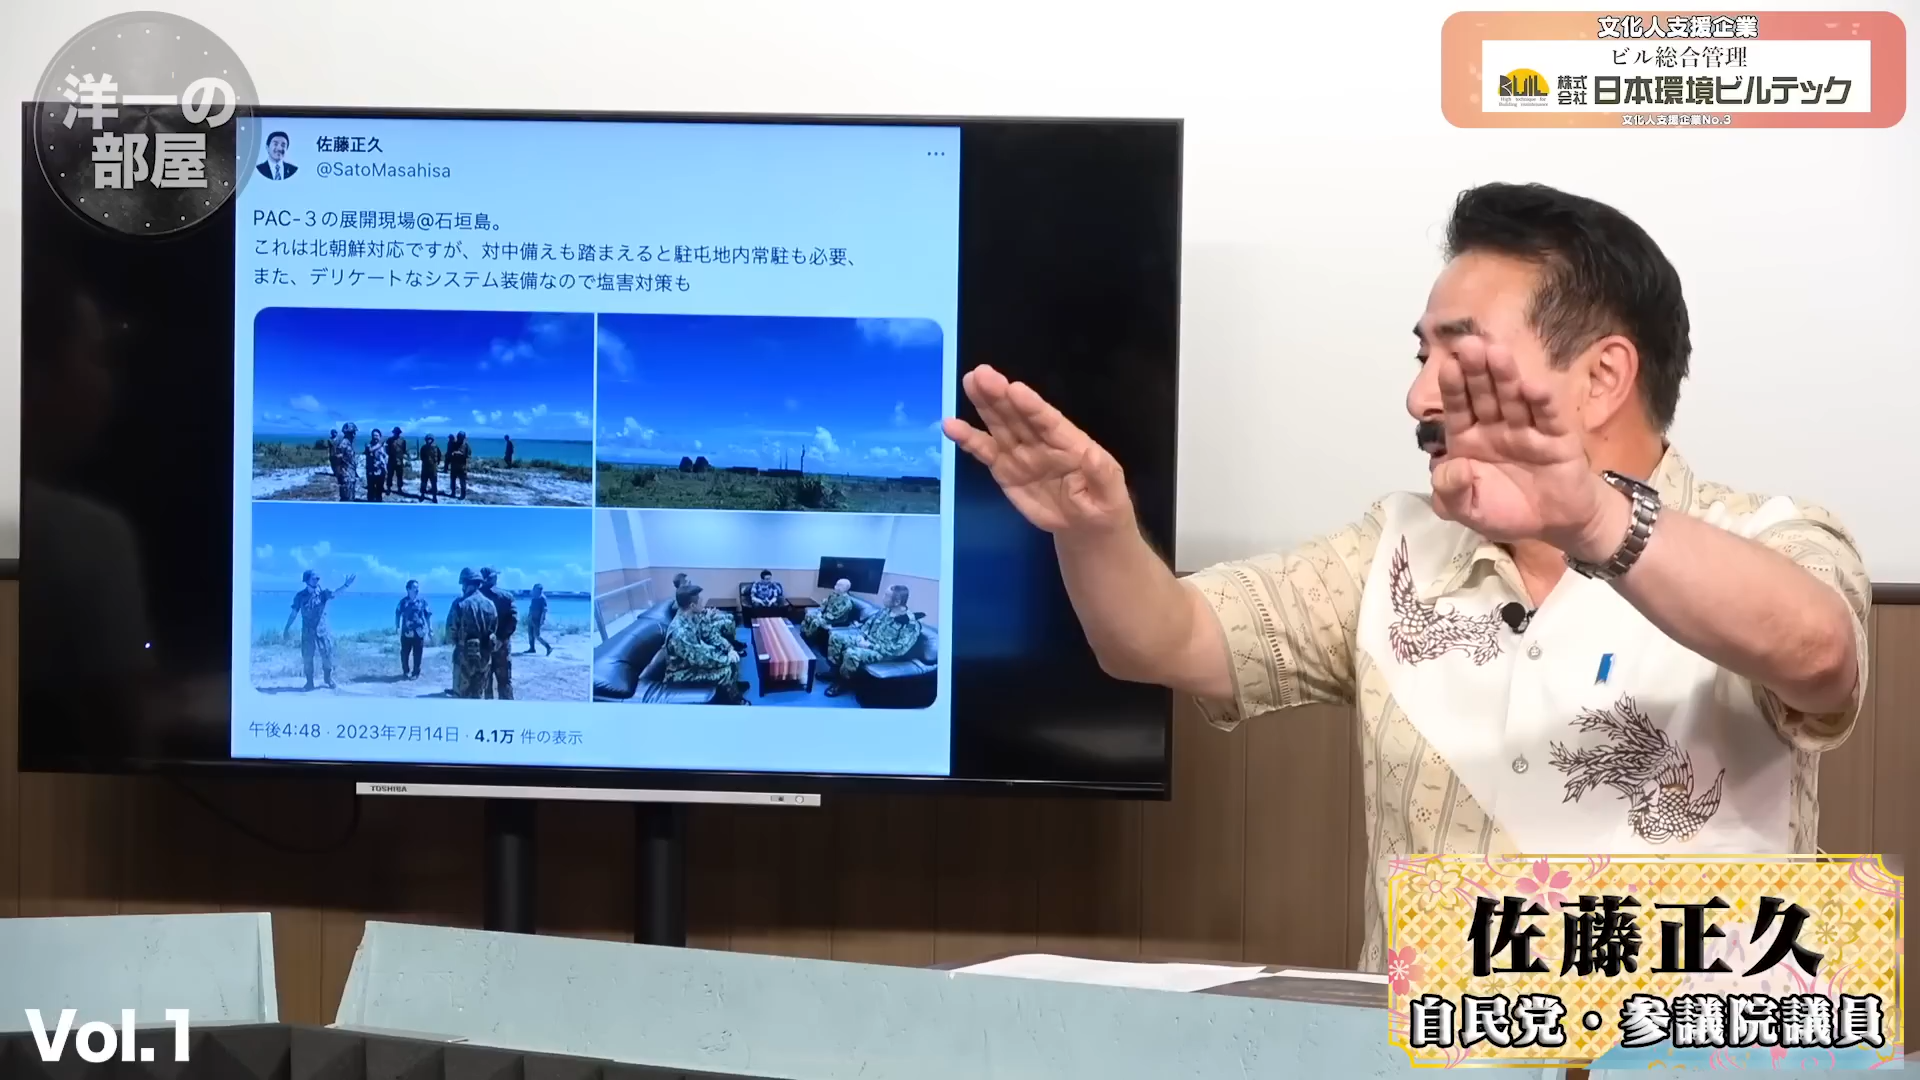 洋一の
部屋
文化人支援企業
ビル総合管理
BUIL
株式
会社
日本環境ビルテック
文化人支援企業No.3
佐藤正久
@SatoMasahisa
PAC-3の展開現場@石垣島。
これは北朝鮮対応ですが、対中備えも踏まえると駐屯地内常駐も必要、
また、デリケートなシステム装備なので塩害対策も
午後4:48 · 2023年7月14日 · 4.1万 件の表示
TOSHIBA
佐藤正久
自民党・参議院議員
Vol.1